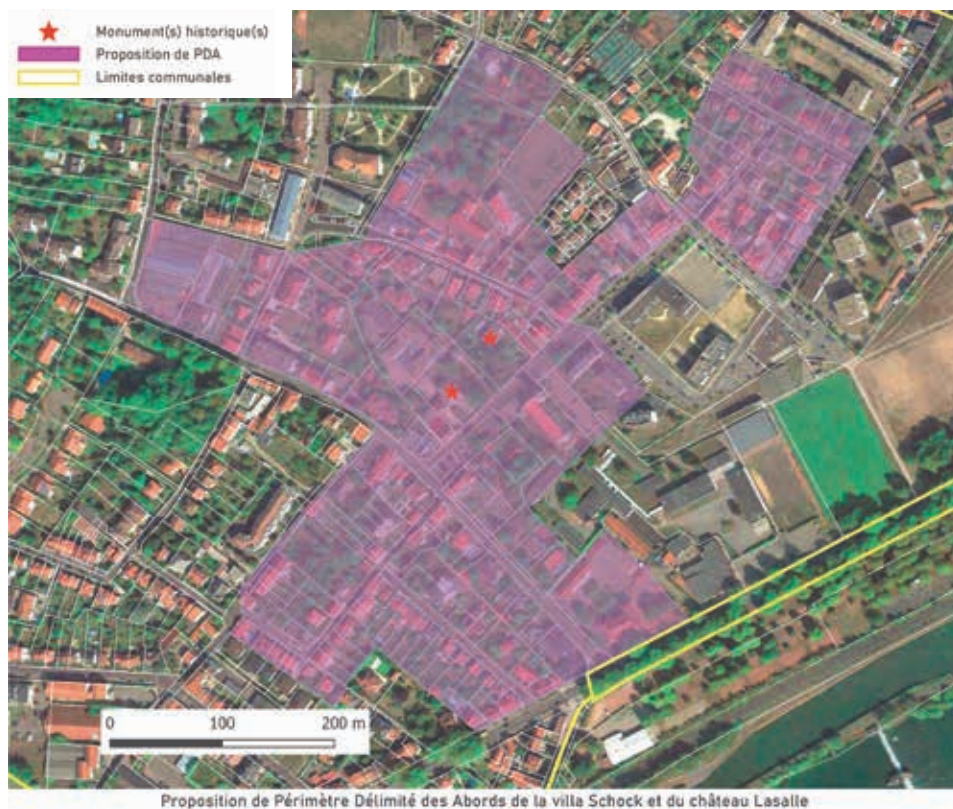 Monument(s) historique(s)
Proposition de PDA
Limites communales
0 100 200 m
Proposition de Périmètre Délimité des Abords de la villa Schock et du château Lasalle